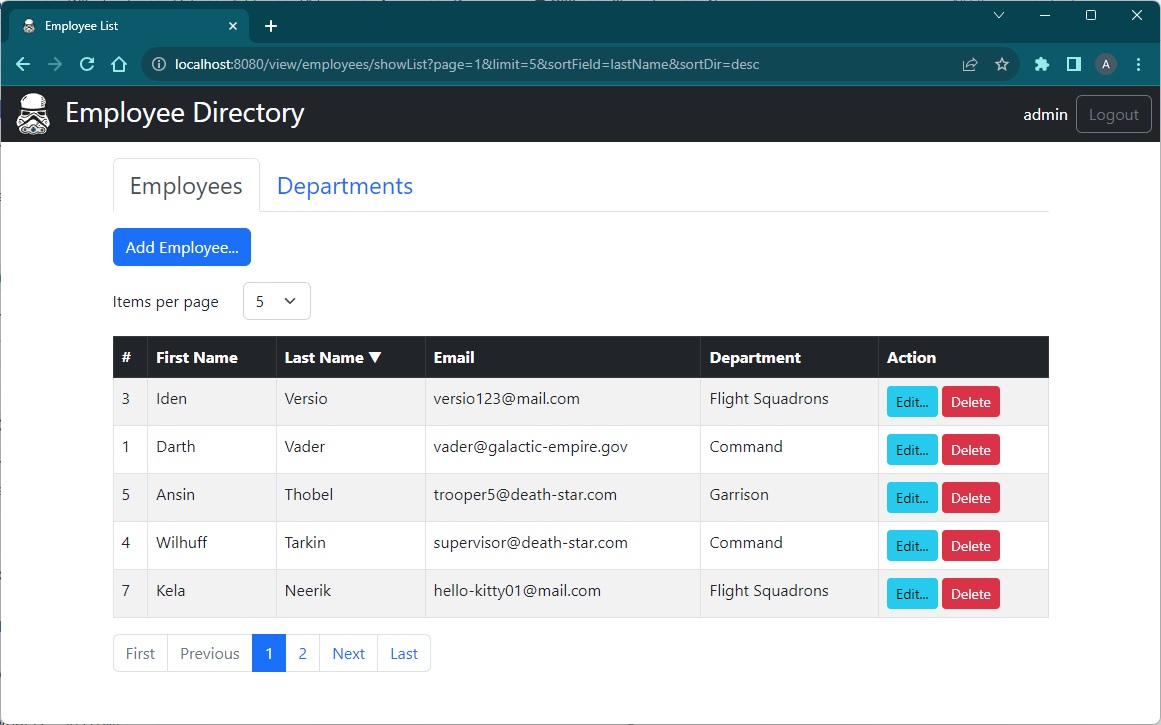 Employee List
localhost:8080/view/employees/showList?page=1&limit=5&sortField=lastName&sortDir=desc
A
Employee Directory
admin Logout
Employees Departments
Add Employee...
Items per page 5
# First Name Last Name ▼ Email Department Action
3 Iden Versio versio123@mail.com Flight Squadrons Edit... Delete
1 Darth Vader vader@galactic-empire.gov Command Edit... Delete
5 Ansin Thobel trooper5@death-star.com Garrison Edit... Delete
4 Wilhuff Tarkin supervisor@death-star.com Command Edit... Delete
7 Kela Neerik hello-kitty01@mail.com Flight Squadrons Edit... Delete
First Previous 1 2 Next Last